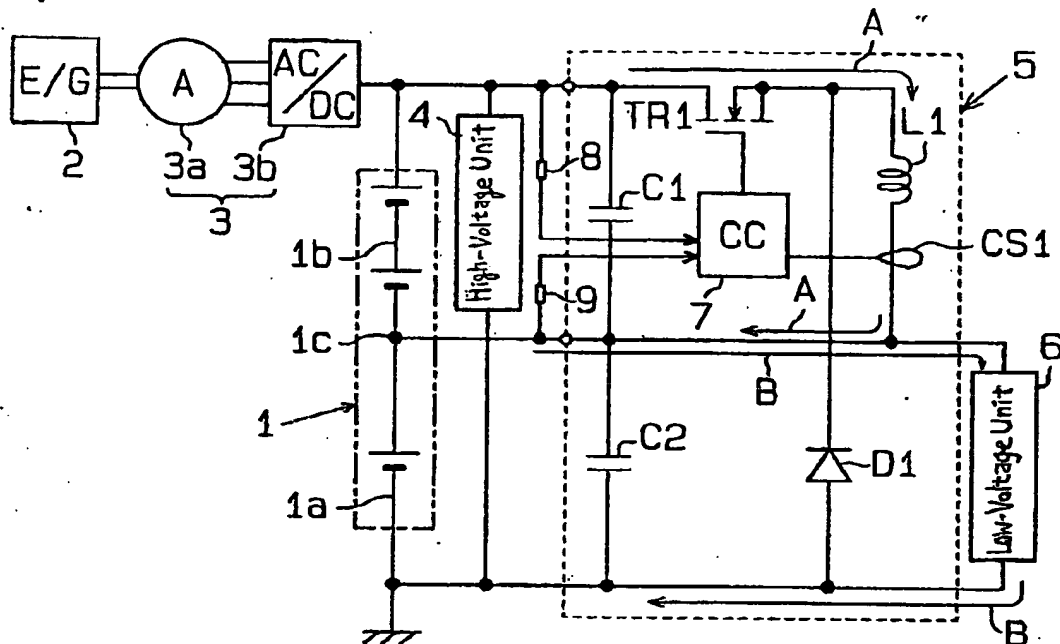 E/G
2
A
3a
AC/DC
3b
3
4
High-Voltage Unit
8
9
1b
1c
1
1a
A
5
TR1
L1
C1
CC
7
CS1
A
B
6
Low-Voltage Unit
C2
D1
B